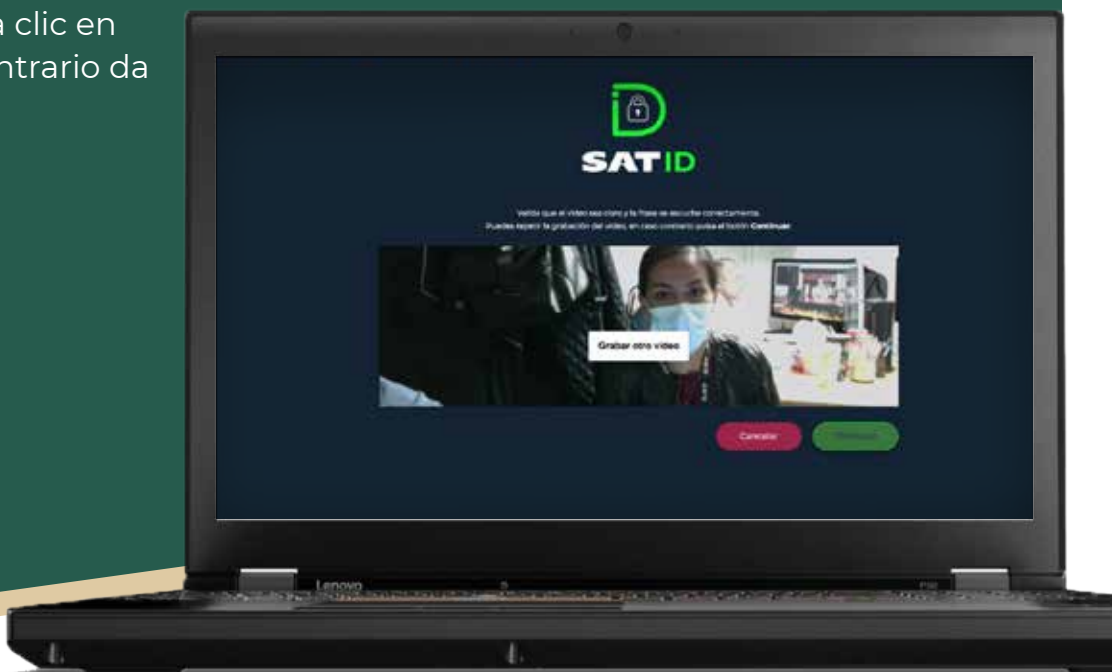 a clic en
ntrario da
SAT ID
Valida que el video sea claro y la frase se escuche correctamente.
Puedes repetir la grabación del video, en caso contrario pulsa el botón Continuar.
Grabar otro video
Cancelar
Lenovo